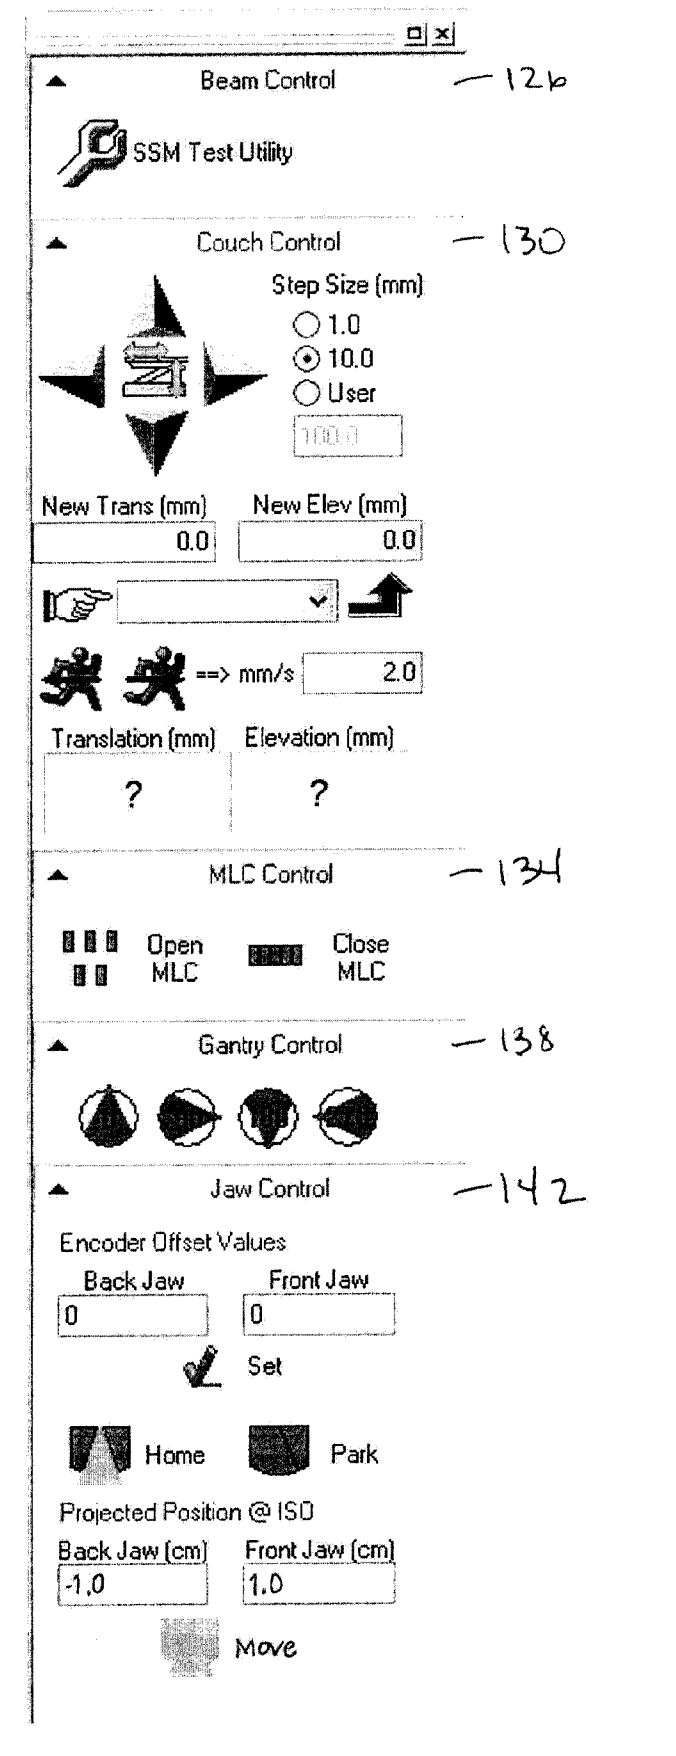 Beam Control 126
SSM Test Utility
Couch Control 130
Step Size (mm)
1.0
10.0
User
100.0
New Trans (mm) New Elev (mm)
0.0 0.0
==> mm/s 2.0
Translation (mm) Elevation (mm)
? ?
MLC Control 134
Open MLC Close MLC
Gantry Control 138
Jaw Control 142
Encoder Offset Values
Back Jaw Front Jaw
0 0
Set
Home Park
Projected Position @ ISO
Back Jaw (cm) Front Jaw (cm)
-1.0 1.0
Move